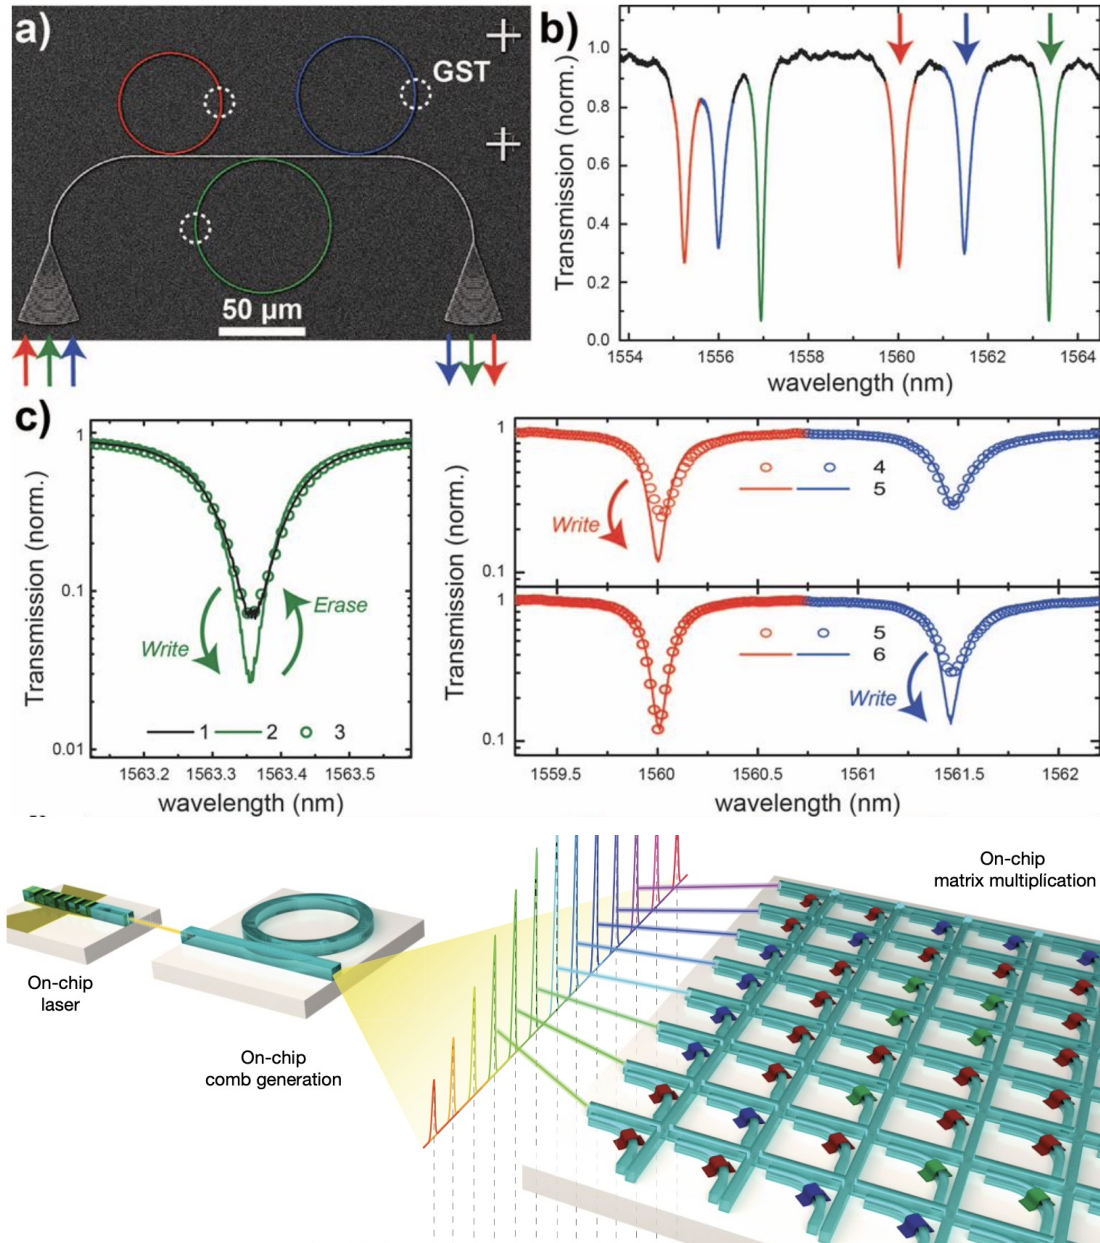 a)
GST
50 µm
b)
Transmission (norm.)
1.0
0.8
0.6
0.4
0.2
0.0
1554 1556 1558 1560 1562 1564
wavelength (nm)
c)
Transmission (norm.)
1
0.1
0.01
Write
Erase
1 2 3
1563.2 1563.3 1563.4 1563.5
wavelength (nm)
Transmission (norm.)
1
0.1
Write
4
5
1
0.1
5
6
Write
1559.5 1560 1560.5 1561 1561.5 1562
wavelength (nm)
On-chip
laser
On-chip
comb generation
On-chip
matrix multiplication